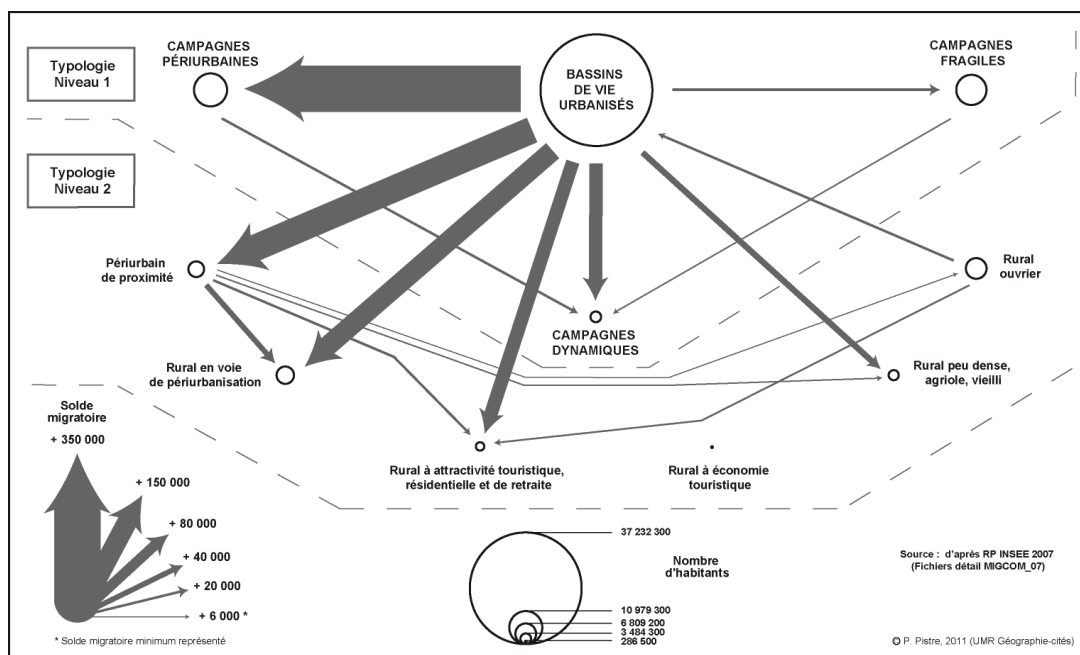 Typologie
Niveau 1
CAMPAGNES
PÉRIURBAINES
BASSINS
DE VIE
URBANISÉS
CAMPAGNES
FRAGILES
Typologie
Niveau 2
Périurbain
de proximité
Rural
ouvrier
CAMPAGNES
DYNAMIQUES
Rural en voie
de périurbanisation
Rural peu dense,
agriole, vieilli
Rural à attractivité touristique,
résidentielle et de retraite
Rural à économie
touristique
Solde
migratoire
+ 350 000
+ 150 000
+ 80 000
+ 40 000
+ 20 000
+ 6 000 *
* Solde migratoire minimum représenté
37 232 300
Nombre
d'habitants
10 979 300
6 809 200
3 484 300
286 500
Source : d'après RP INSEE 2007
(Fichiers détail MIGCOM_07)
© P. Pistre, 2011 (UMR Géographie-cités)